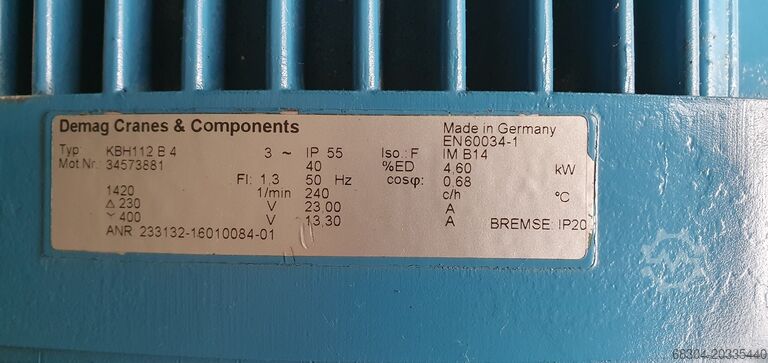 Demag Cranes & Components Made in Germany
EN60034-1
Typ: KBH112 B 4 3 ~ IP 55 Iso.: F IM B14
Mot.Nr.: 34573881 40 %ED 4,60 kW
FI: 1,3 50 Hz cosφ: 0,68
1420 1/min 240 c/h °C
△ 230 V 23,00 A
Y 400 V 13,30 A BREMSE: IP20
ANR. 233132-16010084-01
68304 20335440